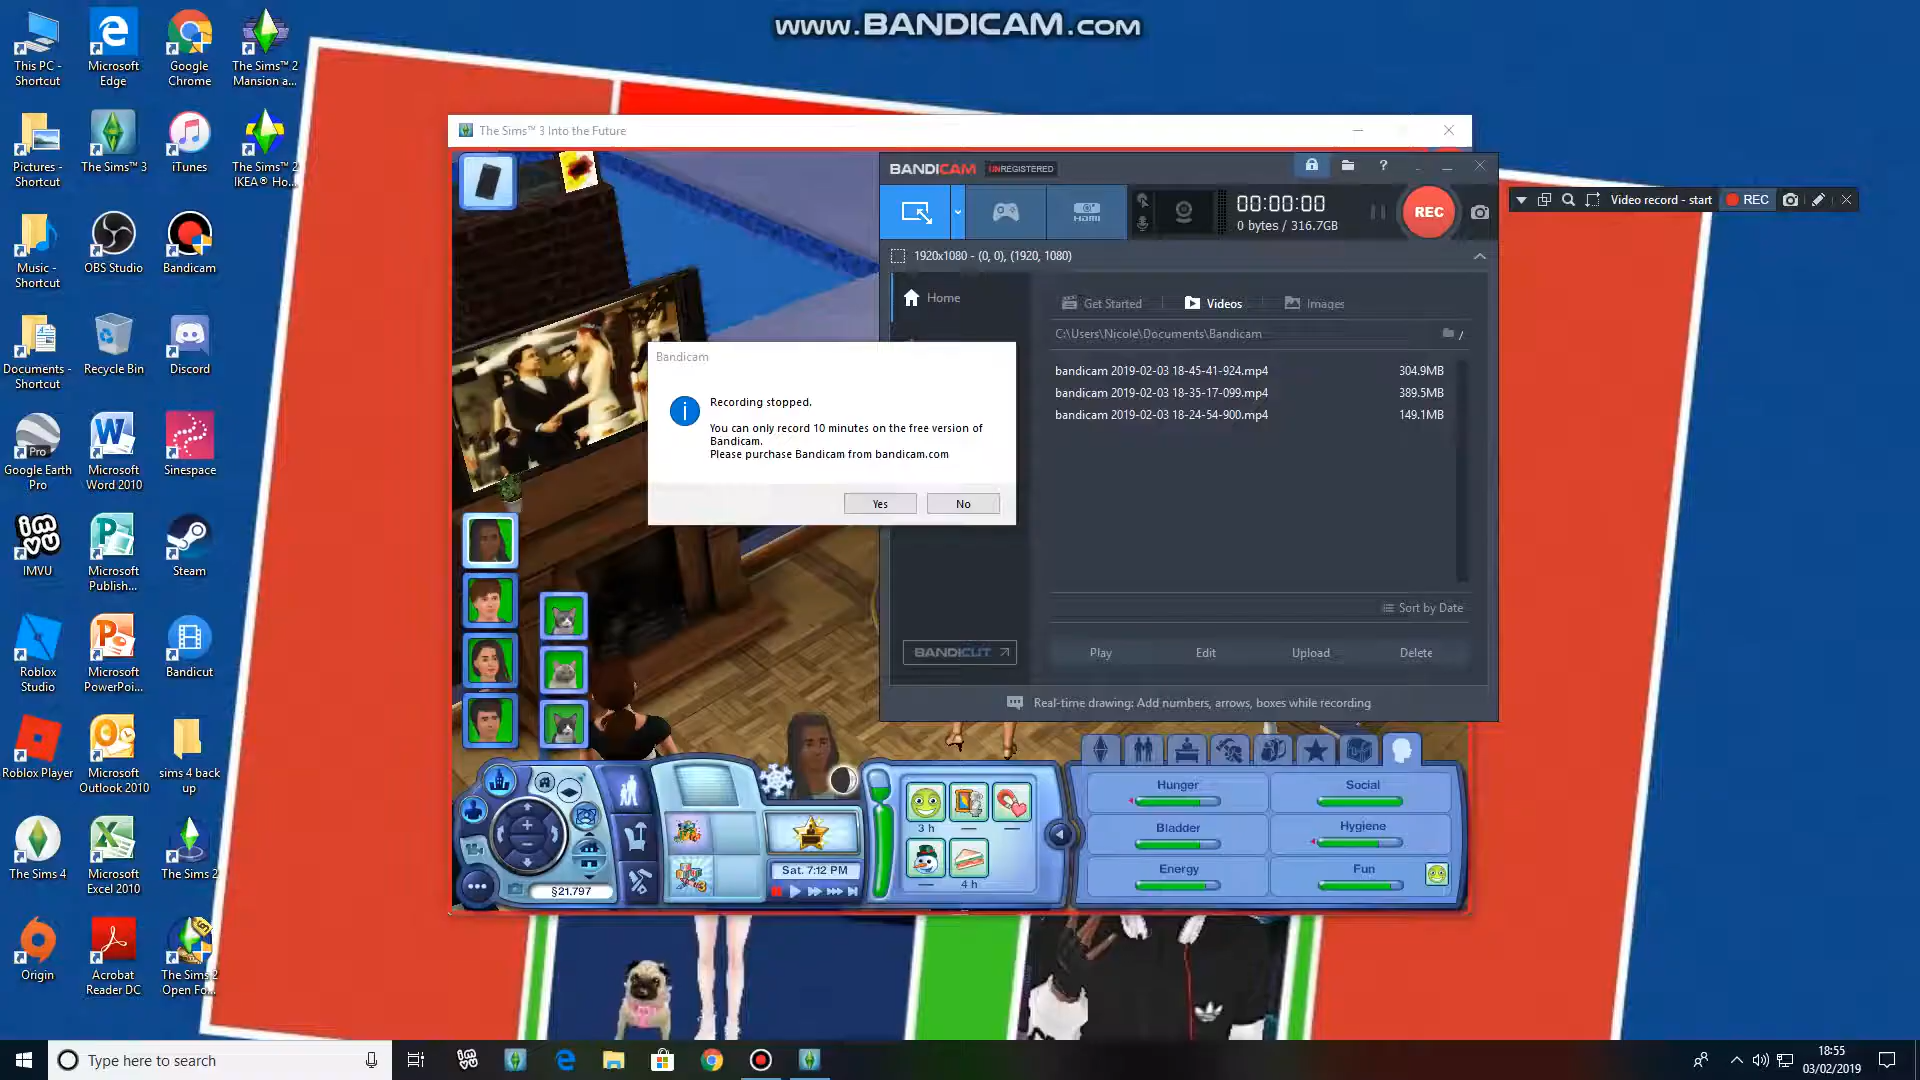 www.BANDICAM.com
This PC -
Shortcut
Microsoft
Edge
Google
Chrome
The Sims™ 2
Mansion a...
Pictures -
Shortcut
The Sims™ 3
iTunes
The Sims™ 2
IKEA® Ho...
Music -
Shortcut
OBS Studio
Bandicam
Documents -
Shortcut
Recycle Bin
Discord
Pro
Google Earth
Pro
Microsoft
Word 2010
Sinespace
IMVU
Microsoft
Publish...
Steam
Roblox
Studio
Microsoft
PowerPoi...
Bandicut
Roblox Player
Microsoft
Outlook 2010
sims 4 back
up
The Sims 4
Microsoft
Excel 2010
The Sims 2
Origin
Acrobat
Reader DC
The Sims 2
Open Fo...
The Sims™ 3 Into the Future
BANDICAM UNREGISTERED
HDMI
00:00:00
0 bytes / 316.7GB
REC
1920x1080 - (0, 0), (1920, 1080)
Home
Get Started
Videos
Images
C:\Users\Nicole\Documents\Bandicam
bandicam 2019-02-03 18-45-41-924.mp4 304.9MB
bandicam 2019-02-03 18-35-17-099.mp4 389.5MB
bandicam 2019-02-03 18-24-54-900.mp4 149.1MB
Sort by Date
BANDICUT
Play
Edit
Upload
Delete
Real-time drawing: Add numbers, arrows, boxes while recording
Video record - start
REC
Bandicam
Recording stopped.
You can only record 10 minutes on the free version of
Bandicam.
Please purchase Bandicam from bandicam.com
Yes
No
§21,797
Sat. 7:12 PM
3 h
4 h
Hunger
Social
Bladder
Hygiene
Energy
Fun
Type here to search
18:55
03/02/2019